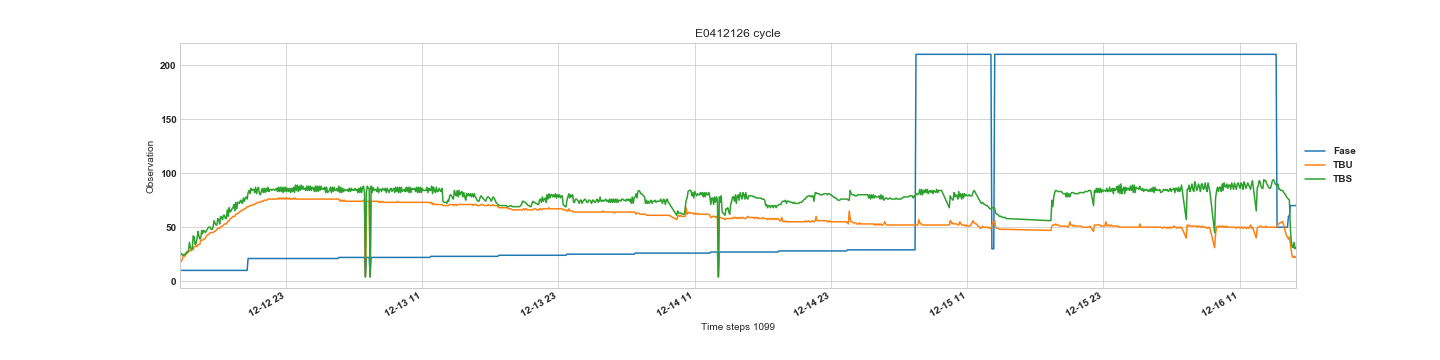 E0412126 cycle
Observation
200
150
100
50
0
12-12 23
12-13 11
12-13 23
12-14 11
12-14 23
12-15 11
12-15 23
12-16 11
Time steps 1099
Fase
TBU
TBS